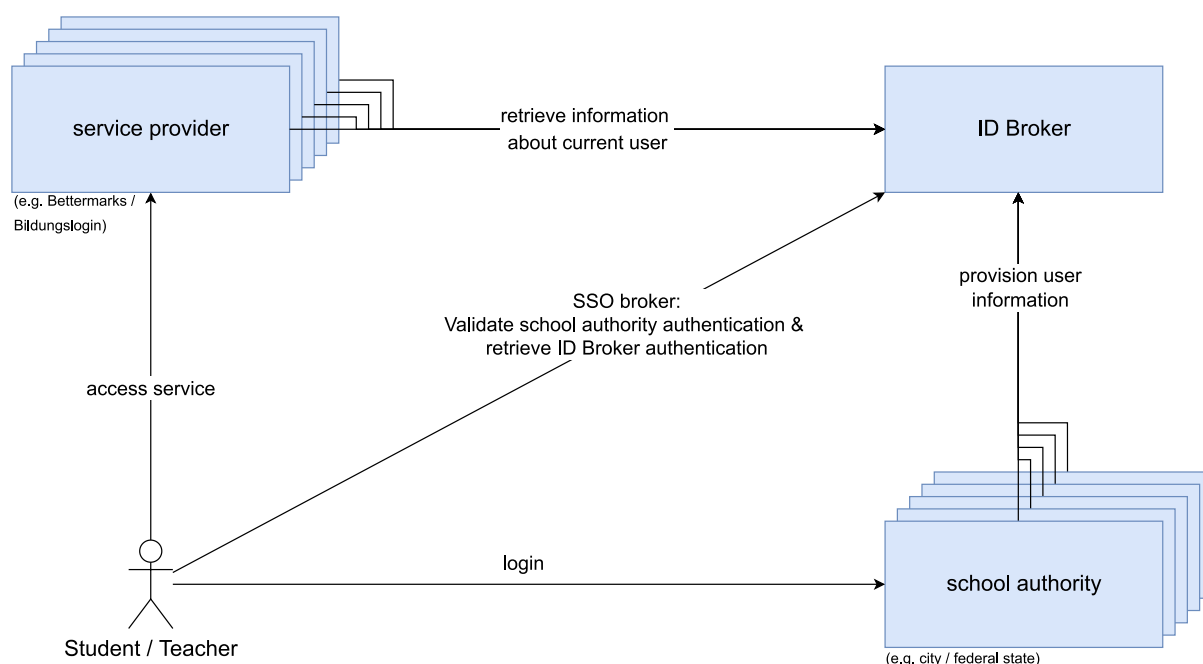 service provider
(e.g. Bettermarks /
Bildungslogin)
retrieve information
about current user
ID Broker
provision user
information
SSO broker:
Validate school authority authentication &
retrieve ID Broker authentication
access service
login
school authority
(e.g. city / federal state)
Student / Teacher